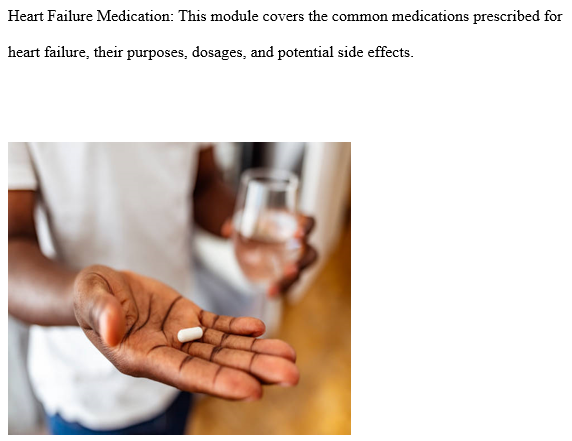 Heart Failure Medication: This module covers the common medications prescribed for
heart failure, their purposes, dosages, and potential side effects.